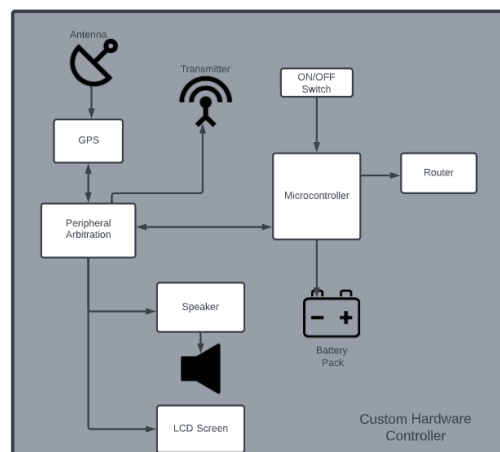 Antenna
Transmitter
ON/OFF
Switch
GPS
Microcontroller
Router
Peripheral
Arbitration
Speaker
Battery
Pack
LCD Screen
Custom Hardware
Controller